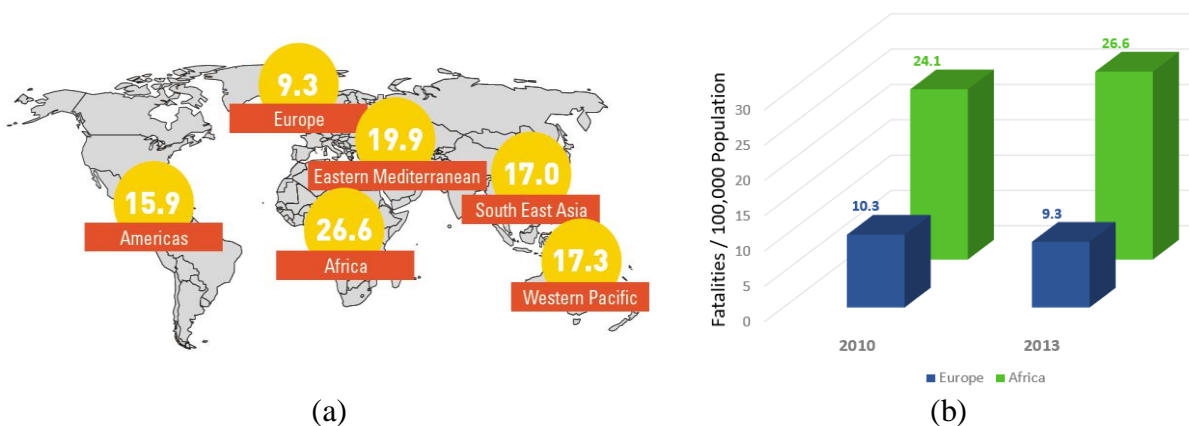 9.3
Europe
19.9
Eastern Mediterranean
17.0
South East Asia
15.9
Americas
26.6
Africa
17.3
Western Pacific
(a)
Fatalities / 100,000 Population
30
25
20
15
10
5
0
10.3
24.1
9.3
26.6
2010
2013
Europe
Africa
(b)